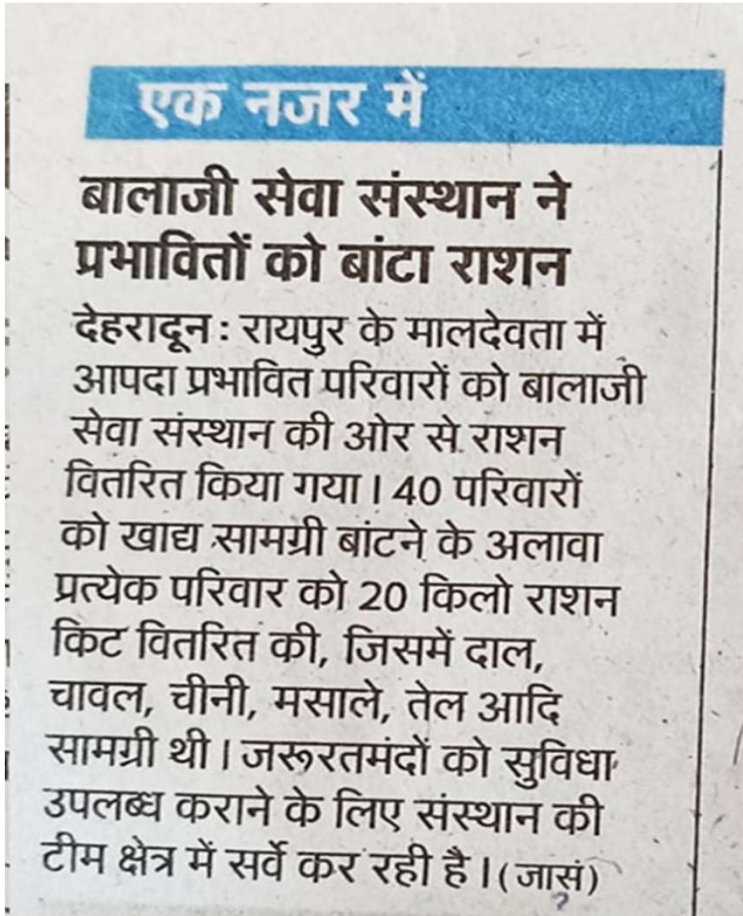 एक नजर में
बालाजी सेवा संस्थान ने
प्रभावितों को बांटा राशन
देहरादून : रायपुर के मालदेवता में
आपदा प्रभावित परिवारों को बालाजी
सेवा संस्थान की ओर से राशन
वितरित किया गया। 40 परिवारों
को खाद्य सामग्री बांटने के अलावा
प्रत्येक परिवार को 20 किलो राशन
किट वितरित की, जिसमें दाल,
चावल, चीनी, मसाले, तेल आदि
सामग्री थी। जरूरतमंदों को सुविधा
उपलब्ध कराने के लिए संस्थान की
टीम क्षेत्र में सर्वे कर रही है। (जासं)